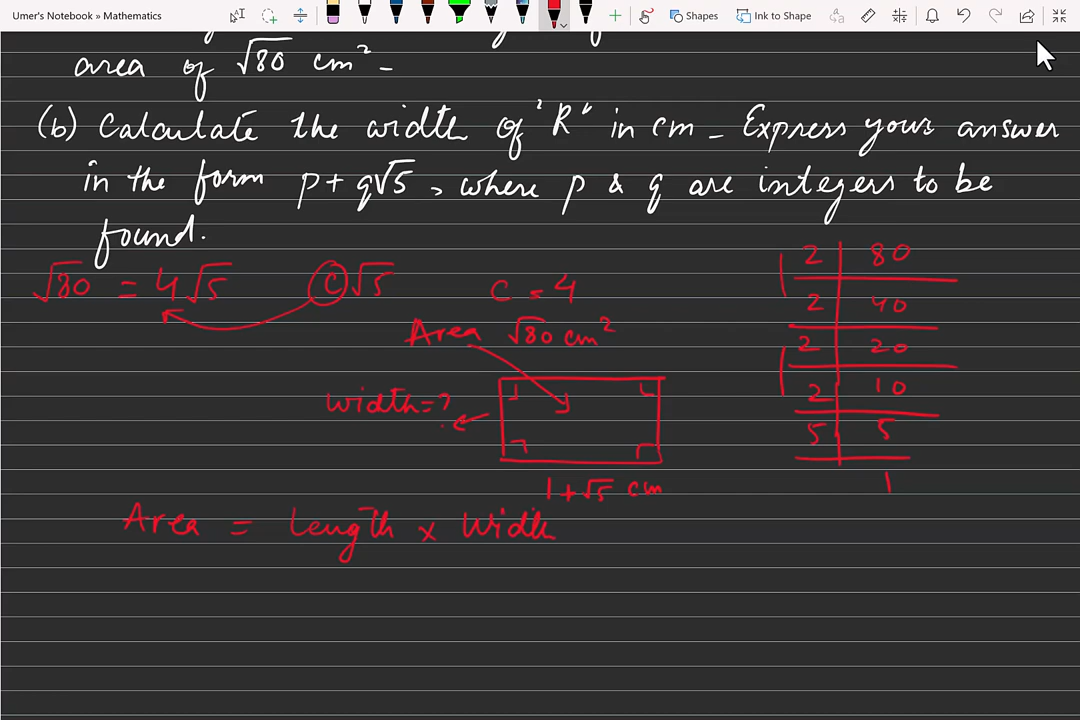 Umer's Notebook » Mathematics
Shapes
Ink to Shape
area of √80 cm² -
(b) Calculate the width of "R" in cm - Express your answer
in the form p + q√5, where p & q are integers to be
found.
√80 = 4√5
C√5
C = 4
Area √80 cm²
width = ?
1 + √5 cm
Area = Length × Width
2 | 80
2 | 40
2 | 20
2 | 10
5 | 5
1